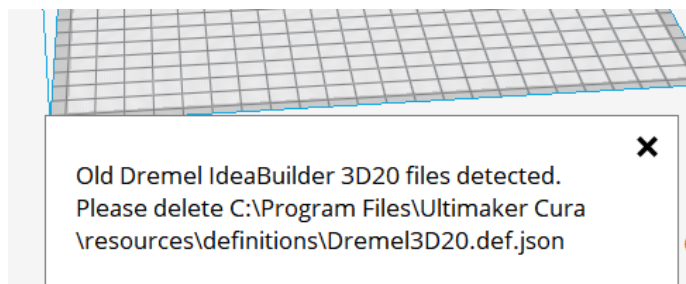 Old Dremel IdeaBuilder 3D20 files detected.
Please delete C:\Program Files\Ultimaker Cura
\resources\definitions\Dremel3D20.def.json